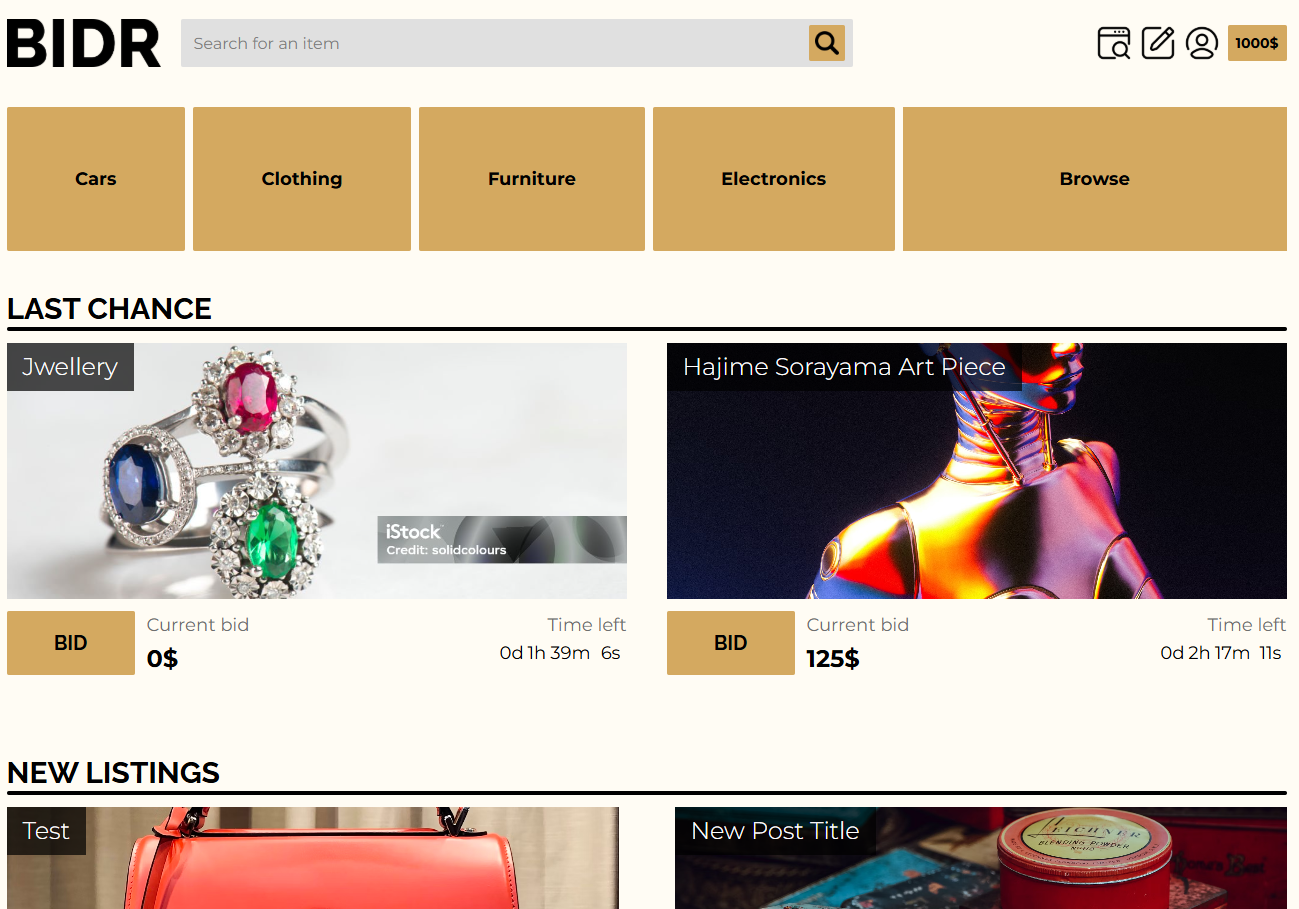 BIDR
Search for an item
1000$
Cars
Clothing
Furniture
Electronics
Browse
LAST CHANCE
Jwellery
iStock
Credit: solidcolours
BID
Current bid
0$
Time left
0d 1h 39m 6s
Hajime Sorayama Art Piece
BID
Current bid
125$
Time left
0d 2h 17m 11s
NEW LISTINGS
Test
New Post Title
LEICHNER
BLENDING POWDER